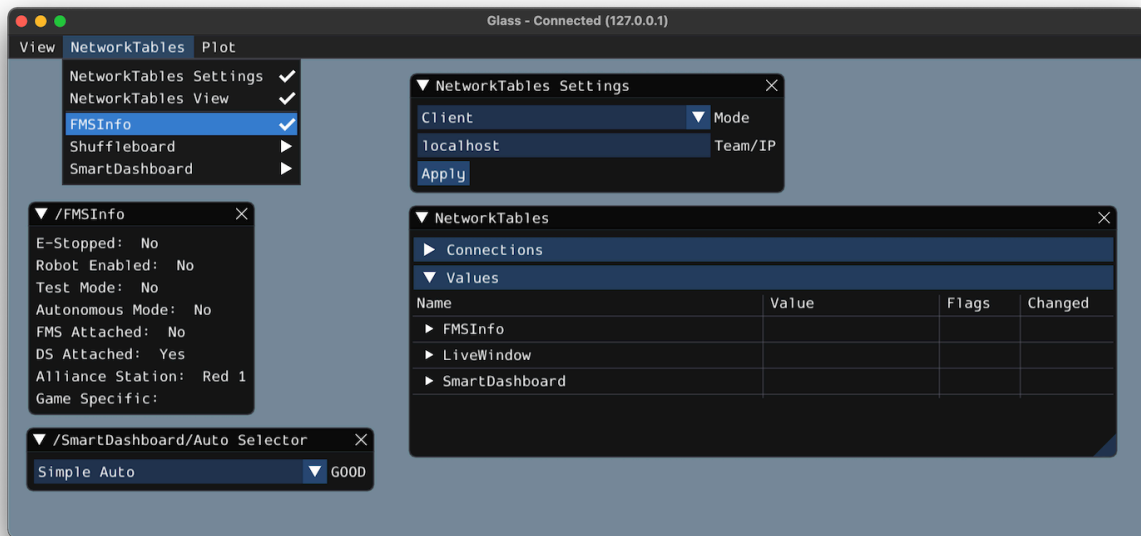 Glass - Connected (127.0.0.1)
View NetworkTables Plot
NetworkTables Settings
NetworkTables View
FMSInfo
Shuffleboard
SmartDashboard
NetworkTables Settings
Client Mode
localhost Team/IP
Apply
/FMSInfo
E-Stopped: No
Robot Enabled: No
Test Mode: No
Autonomous Mode: No
FMS Attached: No
DS Attached: Yes
Alliance Station: Red 1
Game Specific:
NetworkTables
Connections
Values
Name Value Flags Changed
FMSInfo
LiveWindow
SmartDashboard
/SmartDashboard/Auto Selector
Simple Auto GOOD